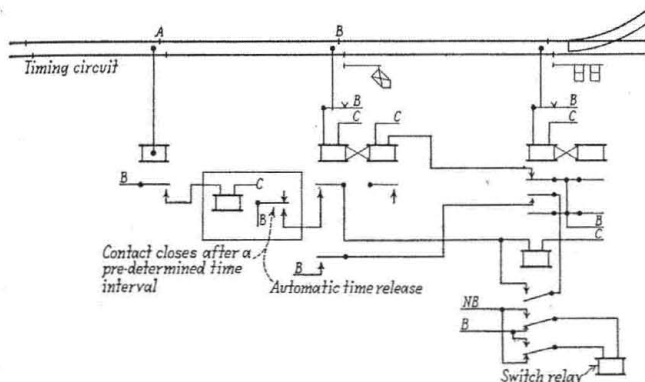 A
B
Timing circuit
B
C
C
B
C
B
C
B
B
C
Contact closes after a
pre-determined time
interval
B
Automatic time release
NB
B
Switch relay